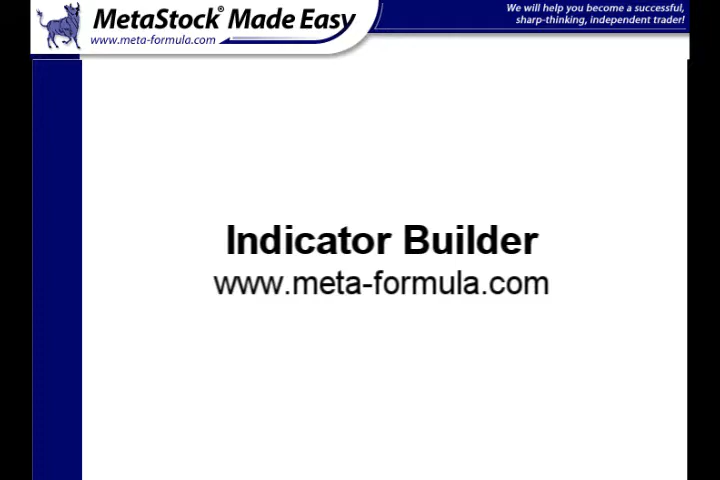 MetaStock® Made Easy
www.meta-formula.com
We will help you become a successful,
sharp-thinking, independent trader!
Indicator Builder
www.meta-formula.com